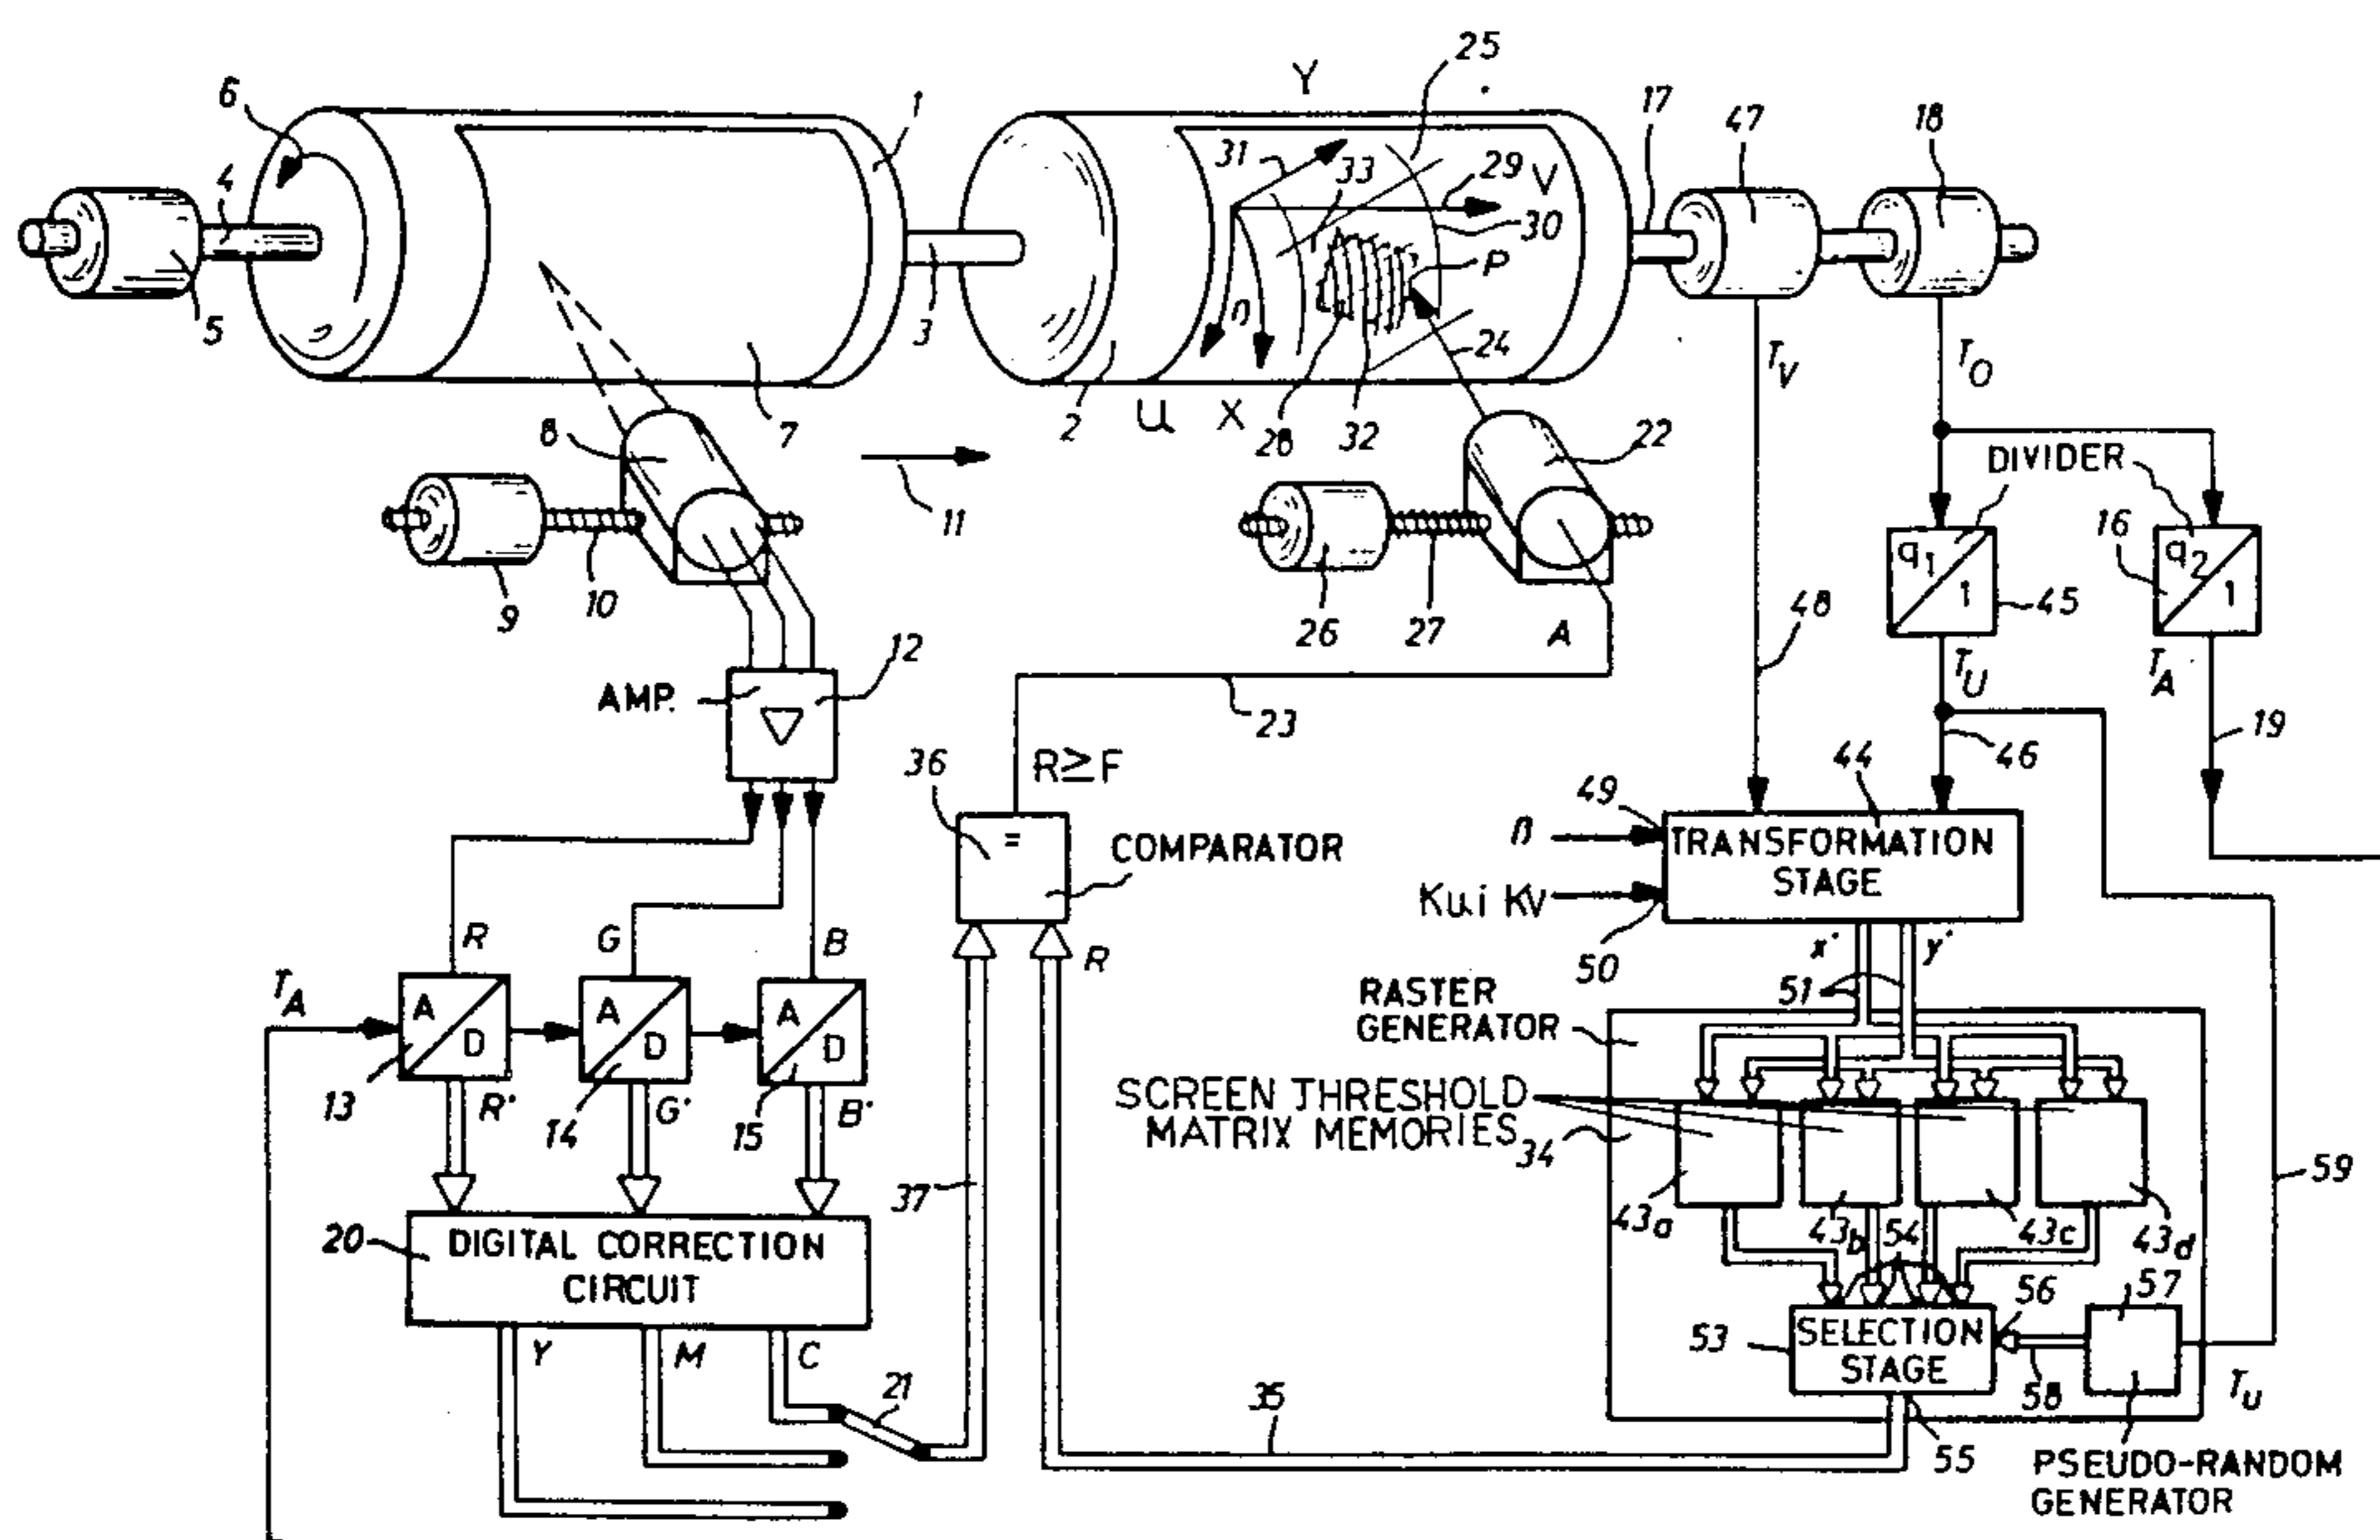 6
4
5
1
3
7
8
9
10
11
2
U
X
Y
25
31
33
29
V
30
P
n
28
32
24
17
47
18
22
26
27
A
23
T_V
T_O
DIVIDER
q1
1
45
16
q2
1
48
T_U
T_A
19
46
AMP.
12
36
R≥F
=
COMPARATOR
49
44
n
TRANSFORMATION
STAGE
Kui KV
50
x'
y'
51
R
G
B
T_A
A
D
13
R'
A
D
14
G'
A
D
15
B'
R
RASTER
GENERATOR
SCREEN THRESHOLD
MATRIX MEMORIES
34
43a
43b
54
43c
43d
59
37
20
DIGITAL CORRECTION
CIRCUIT
Y
M
C
21
35
53
SELECTION
STAGE
56
57
58
T_U
55
PSEUDO-RANDOM
GENERATOR